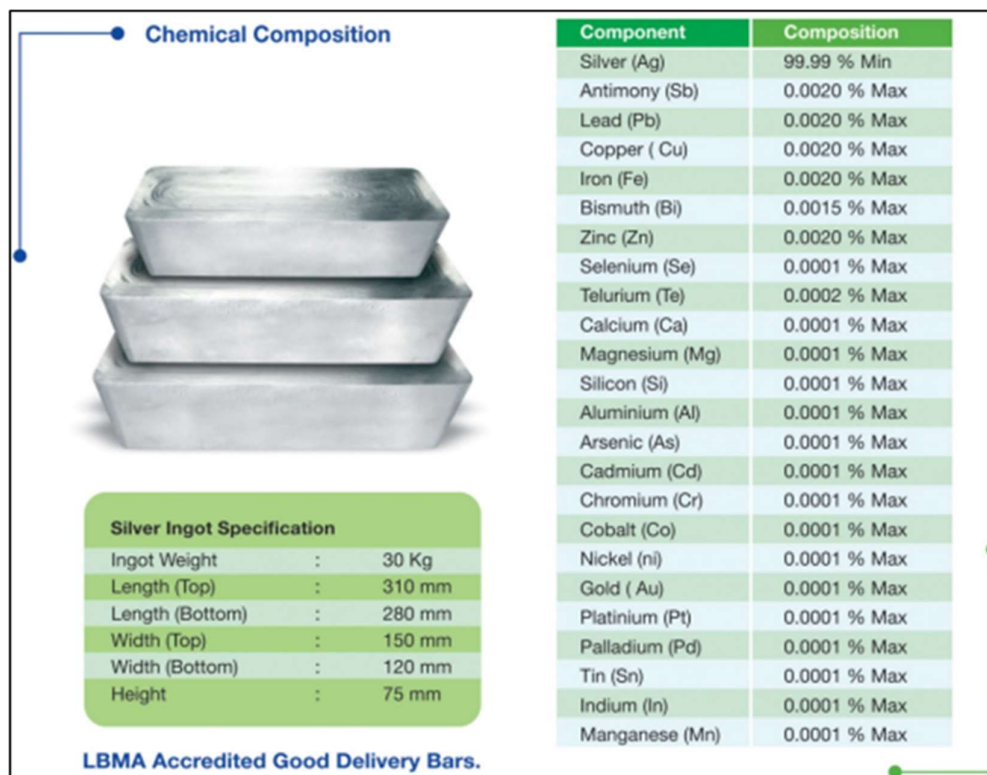 Chemical Composition
Component Composition
Silver (Ag) 99.99 % Min
Antimony (Sb) 0.0020 % Max
Lead (Pb) 0.0020 % Max
Copper ( Cu) 0.0020 % Max
Iron (Fe) 0.0020 % Max
Bismuth (Bi) 0.0015 % Max
Zinc (Zn) 0.0020 % Max
Selenium (Se) 0.0001 % Max
Telurium (Te) 0.0002 % Max
Calcium (Ca) 0.0001 % Max
Magnesium (Mg) 0.0001 % Max
Silicon (Si) 0.0001 % Max
Aluminium (Al) 0.0001 % Max
Arsenic (As) 0.0001 % Max
Cadmium (Cd) 0.0001 % Max
Chromium (Cr) 0.0001 % Max
Cobalt (Co) 0.0001 % Max
Nickel (ni) 0.0001 % Max
Gold ( Au) 0.0001 % Max
Platinium (Pt) 0.0001 % Max
Palladium (Pd) 0.0001 % Max
Tin (Sn) 0.0001 % Max
Indium (In) 0.0001 % Max
Manganese (Mn) 0.0001 % Max
Silver Ingot Specification
Ingot Weight : 30 Kg
Length (Top) : 310 mm
Length (Bottom) : 280 mm
Width (Top) : 150 mm
Width (Bottom) : 120 mm
Height : 75 mm
LBMA Accredited Good Delivery Bars.